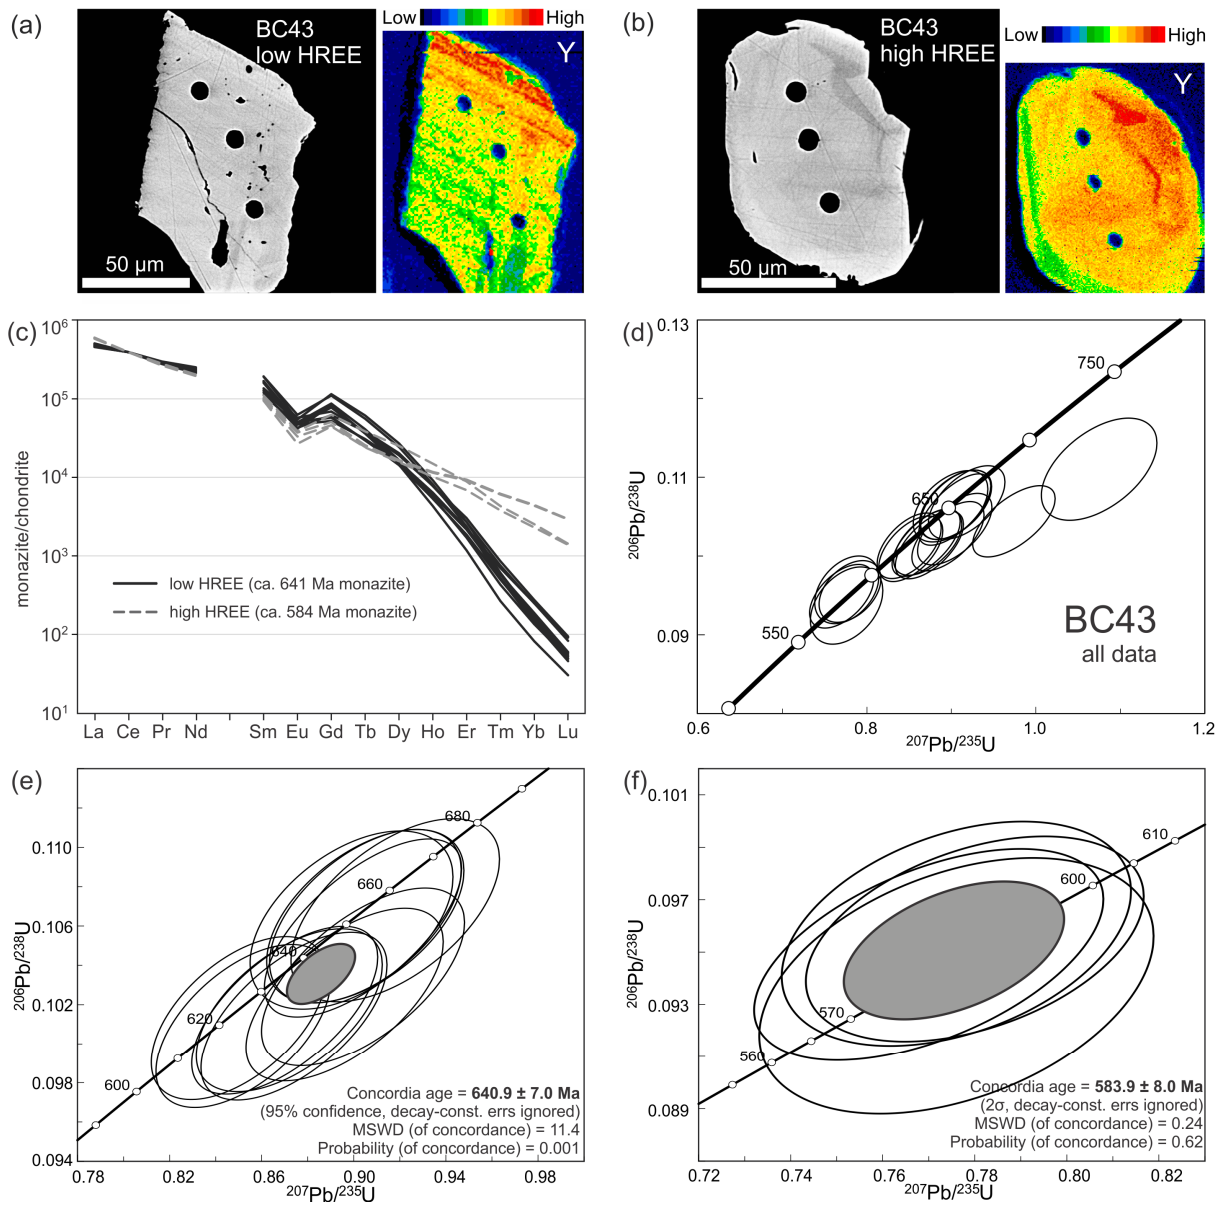 (a)
BC43
low HREE
50 µm
Low
High
Y
(b)
BC43
high HREE
50 µm
Low
High
Y
(c)
10⁶
10⁵
10⁴
10³
10²
10¹
monazite/chondrite
low HREE (ca. 641 Ma monazite)
high HREE (ca. 584 Ma monazite)
La Ce Pr Nd Sm Eu Gd Tb Dy Ho Er Tm Yb Lu
(d)
0.13
0.11
0.09
²⁰⁶Pb/²³⁸U
750
650
550
BC43
all data
0.6 0.8 1.0 1.2
²⁰⁷Pb/²³⁵U
(e)
0.110
0.106
0.102
0.098
0.094
²⁰⁶Pb/²³⁸U
680
660
640
620
600
Concordia age = 640.9 ± 7.0 Ma
(95% confidence, decay-const. errs ignored)
MSWD (of concordance) = 11.4
Probability (of concordance) = 0.001
0.78 0.82 0.86 0.90 0.94 0.98
²⁰⁷Pb/²³⁵U
(f)
0.101
0.097
0.093
0.089
²⁰⁶Pb/²³⁸U
610
600
570
560
Concordia age = 583.9 ± 8.0 Ma
(2σ, decay-const. errs ignored)
MSWD (of concordance) = 0.24
Probability (of concordance) = 0.62
0.72 0.74 0.76 0.78 0.80 0.82
²⁰⁷Pb/²³⁵U